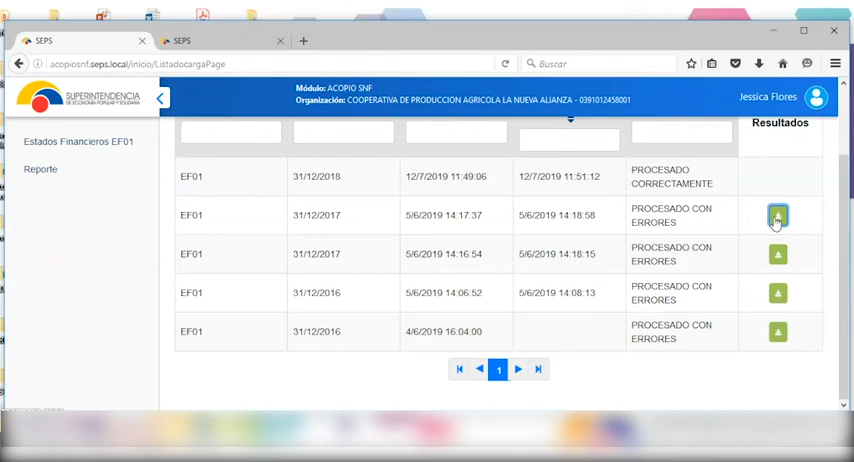 SEPS
SEPS
acopiosnf.seps.local/inicio/ListadocargaPage
Buscar
SUPERINTENDENCIA
DE ECONOMÍA POPULAR Y SOLIDARIA
Módulo: ACOPIO SNF
Organización: COOPERATIVA DE PRODUCCION AGRICOLA LA NUEVA ALIANZA - 0391012458001
Jessica Flores
Estados Financieros EF01
Reporte
Resultados
EF01 31/12/2018 12/7/2019 11:49:06 12/7/2019 11:51:12 PROCESADO CORRECTAMENTE
EF01 31/12/2017 5/6/2019 14:17:37 5/6/2019 14:18:58 PROCESADO CON ERRORES
EF01 31/12/2017 5/6/2019 14:16:54 5/6/2019 14:18:15 PROCESADO CON ERRORES
EF01 31/12/2016 5/6/2019 14:06:52 5/6/2019 14:08:13 PROCESADO CON ERRORES
EF01 31/12/2016 4/6/2019 16:04:00 PROCESADO CON ERRORES
1